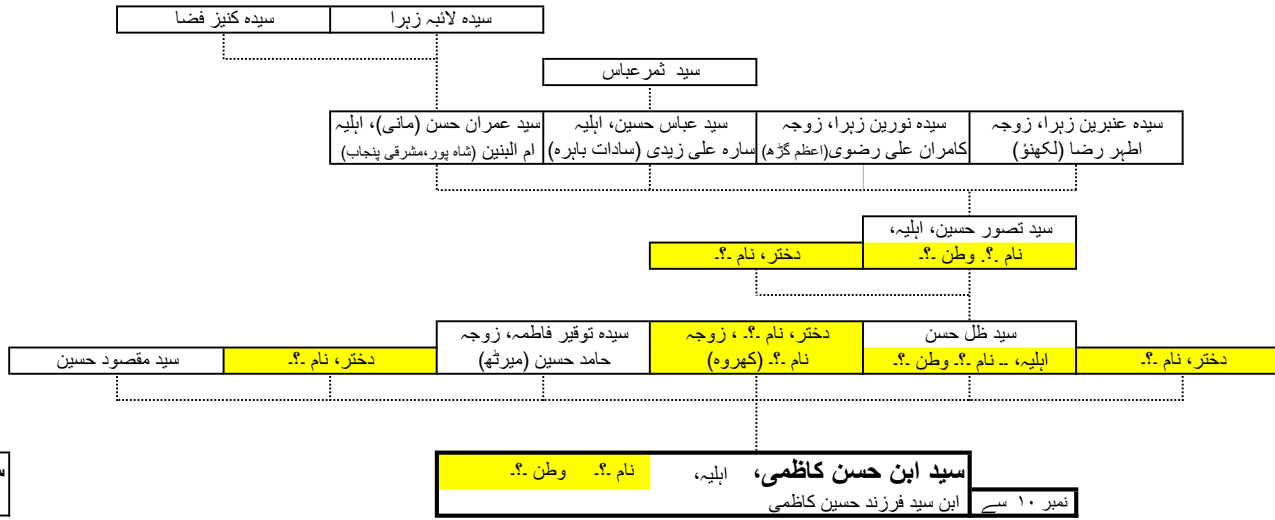 سیدہ لائبہ زہرا
سیدہ کنیز فضا
سید ثمر عباس
سیدہ عنبرین زہرا، زوجہ
اطہر رضا (لکھنؤ)
سیدہ نورین زہرا، زوجہ
کامران علی رضوی(اعظم گڑھ)
سید عباس حسین، اہلیہ
سارہ علی زیدی (سادات باہرہ)
سید عمران حسن (مانی)، اہلیہ
ام البنین (شاہ پور،مشرقی پنجاب)
سید تصور حسین، اہلیہ،
نام ۔؟۔ وطن ۔؟۔
دختر، نام ۔؟۔
دختر، نام ۔؟۔
سید ظل حسن
اہلیہ، ۔۔ نام ۔؟۔ وطن ۔؟۔
دختر، نام ۔؟۔ ، زوجہ
نام ۔؟۔ (کھروہ)
سیدہ توقیر فاطمہ، زوجہ
حامد حسین (میرٹھ)
دختر، نام ۔؟۔
سید مقصود حسین
سید ابن حسن کاظمی، اہلیہ، نام ۔؟۔ وطن ۔؟۔
نمبر ۱۰ سے ابن سید فرزند حسین کاظمی